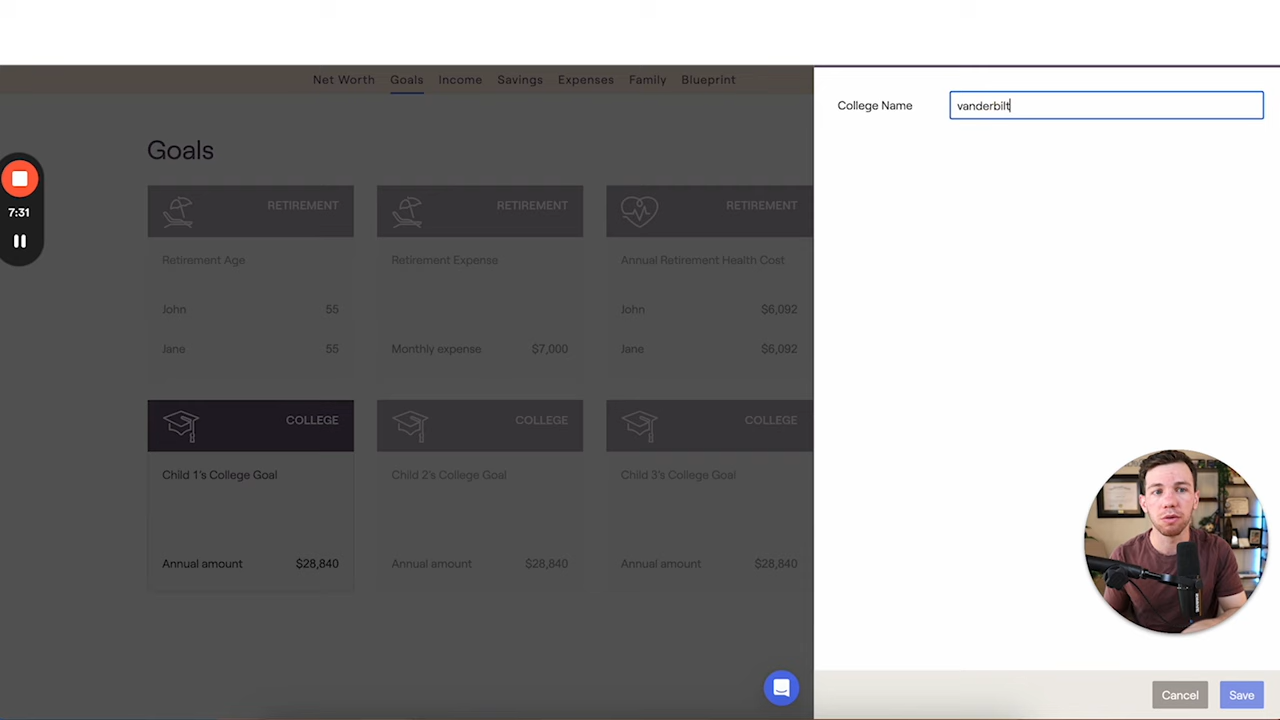 Net Worth Goals Income Savings Expenses Family Blueprint
College Name vanderbilt
Goals
7:31
RETIREMENT RETIREMENT RETIREMENT
Retirement Age Retirement Expense Annual Retirement Health Cost
John 55 John $6,092
Jane 55 Monthly expense $7,000 Jane $6,092
COLLEGE COLLEGE COLLEGE
Child 1's College Goal Child 2's College Goal Child 3's College Goal
Annual amount $28,840 Annual amount $28,840 Annual amount $28,840
Cancel Save